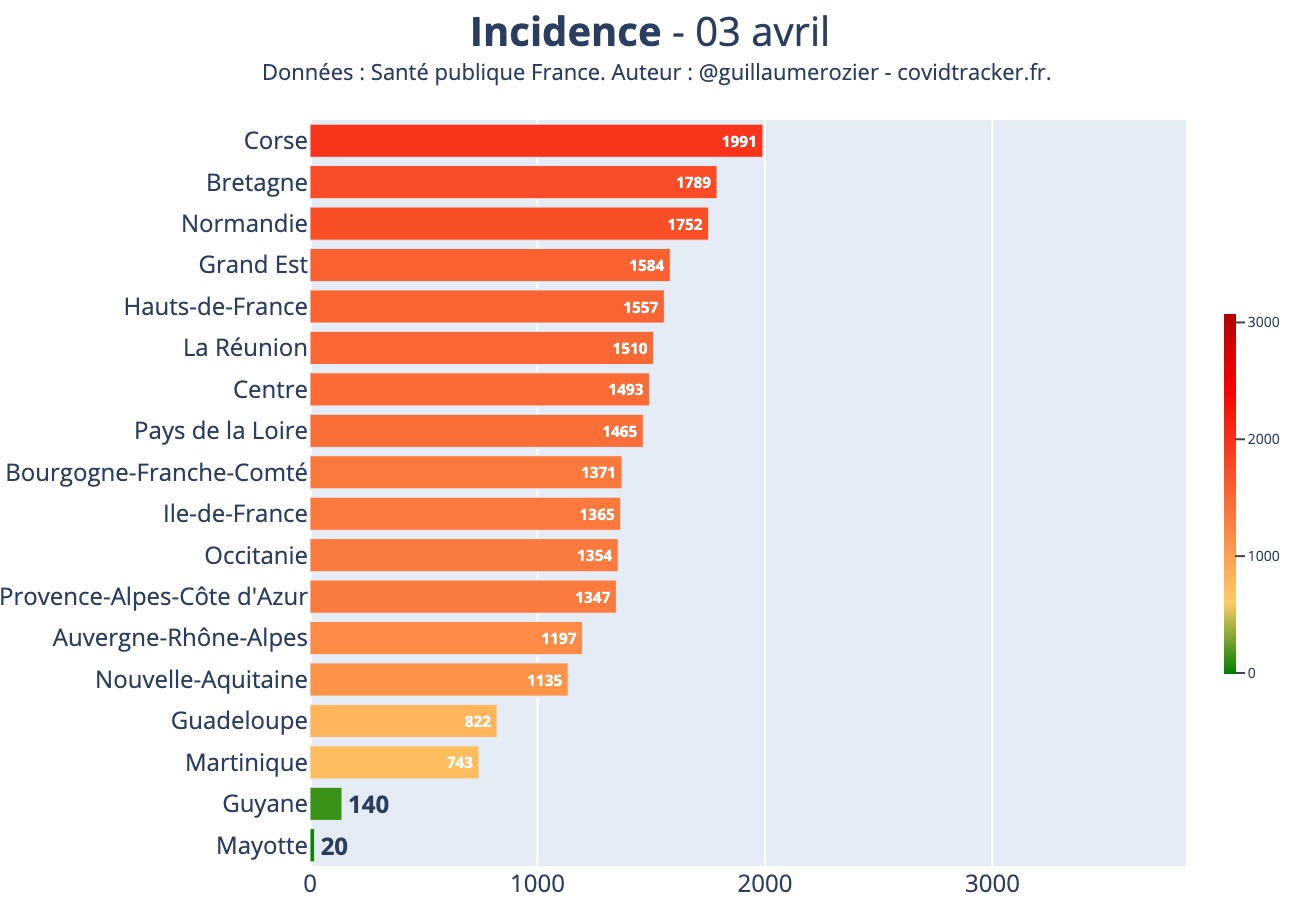 Incidence - 03 avril
Données : Santé publique France. Auteur : @guillaumerozier - covidtracker.fr.
Corse 1991
Bretagne 1789
Normandie 1752
Grand Est 1584
Hauts-de-France 1557
La Réunion 1510
Centre 1493
Pays de la Loire 1465
Bourgogne-Franche-Comté 1371
Ile-de-France 1365
Occitanie 1354
Provence-Alpes-Côte d'Azur 1347
Auvergne-Rhône-Alpes 1197
Nouvelle-Aquitaine 1135
Guadeloupe 822
Martinique 743
Guyane 140
Mayotte 20
0 1000 2000 3000
3000
2000
1000
0